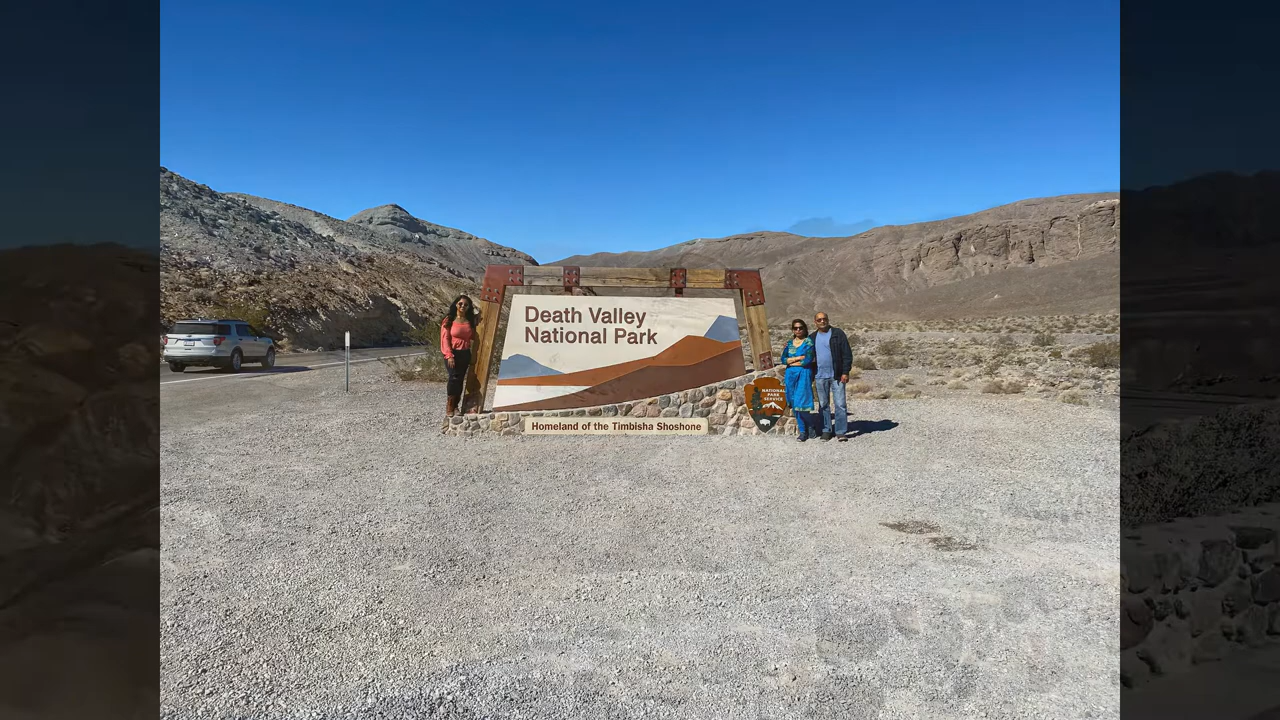 Death Valley
National Park
NATIONAL
PARK
SERVICE
Homeland of the Timbisha Shoshone